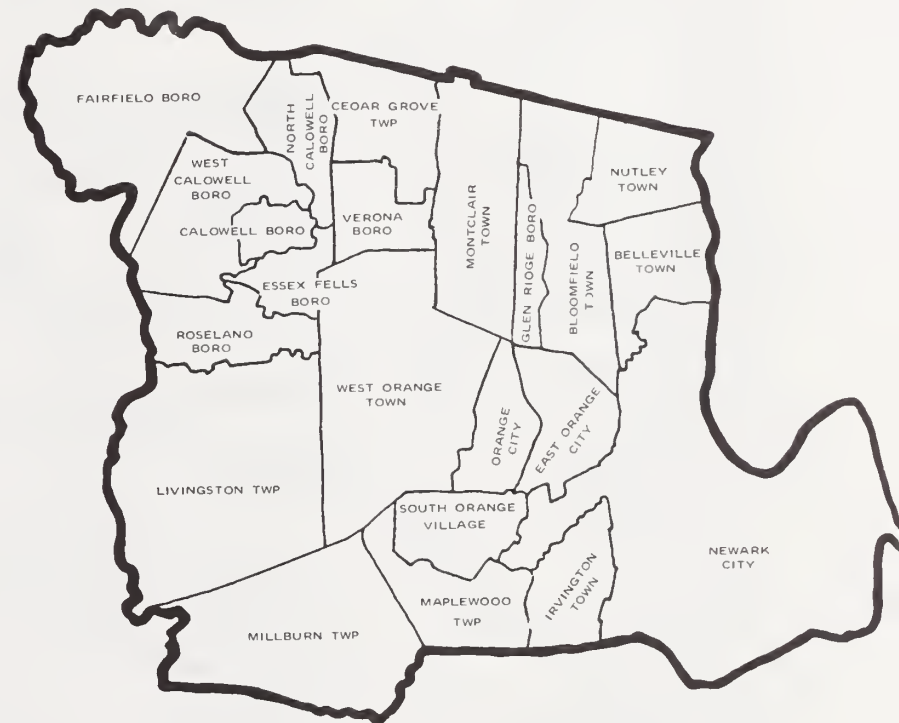 FAIRFIELO BORO
NORTH
CALOWELL
BORO
CEOAR GROVE
TWP
WEST
CALOWELL
BORO
CALOWELL BORO
VERONA
BORO
ESSEX FELLS
BORO
ROSELANO
BORO
MONTCLAIR
TOWN
GLEN RIOGE BORO
BLOOMFIELO
TOWN
NUTLEY
TOWN
BELLEVILLE
TOWN
WEST ORANGE
TOWN
ORANGE
CITY
EAST ORANGE
CITY
LIVINGSTON TWP
SOUTH ORANGE
VILLAGE
NEWARK
CITY
IRVINGTON
TOWN
MAPLEWOOO
TWP
MILLBURN TWP